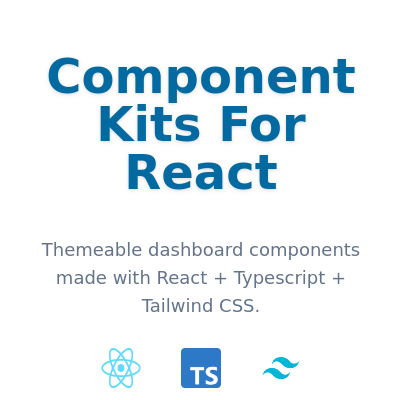 Component
Kits For
React
Themeable dashboard components
made with React + Typescript +
Tailwind CSS.
TS